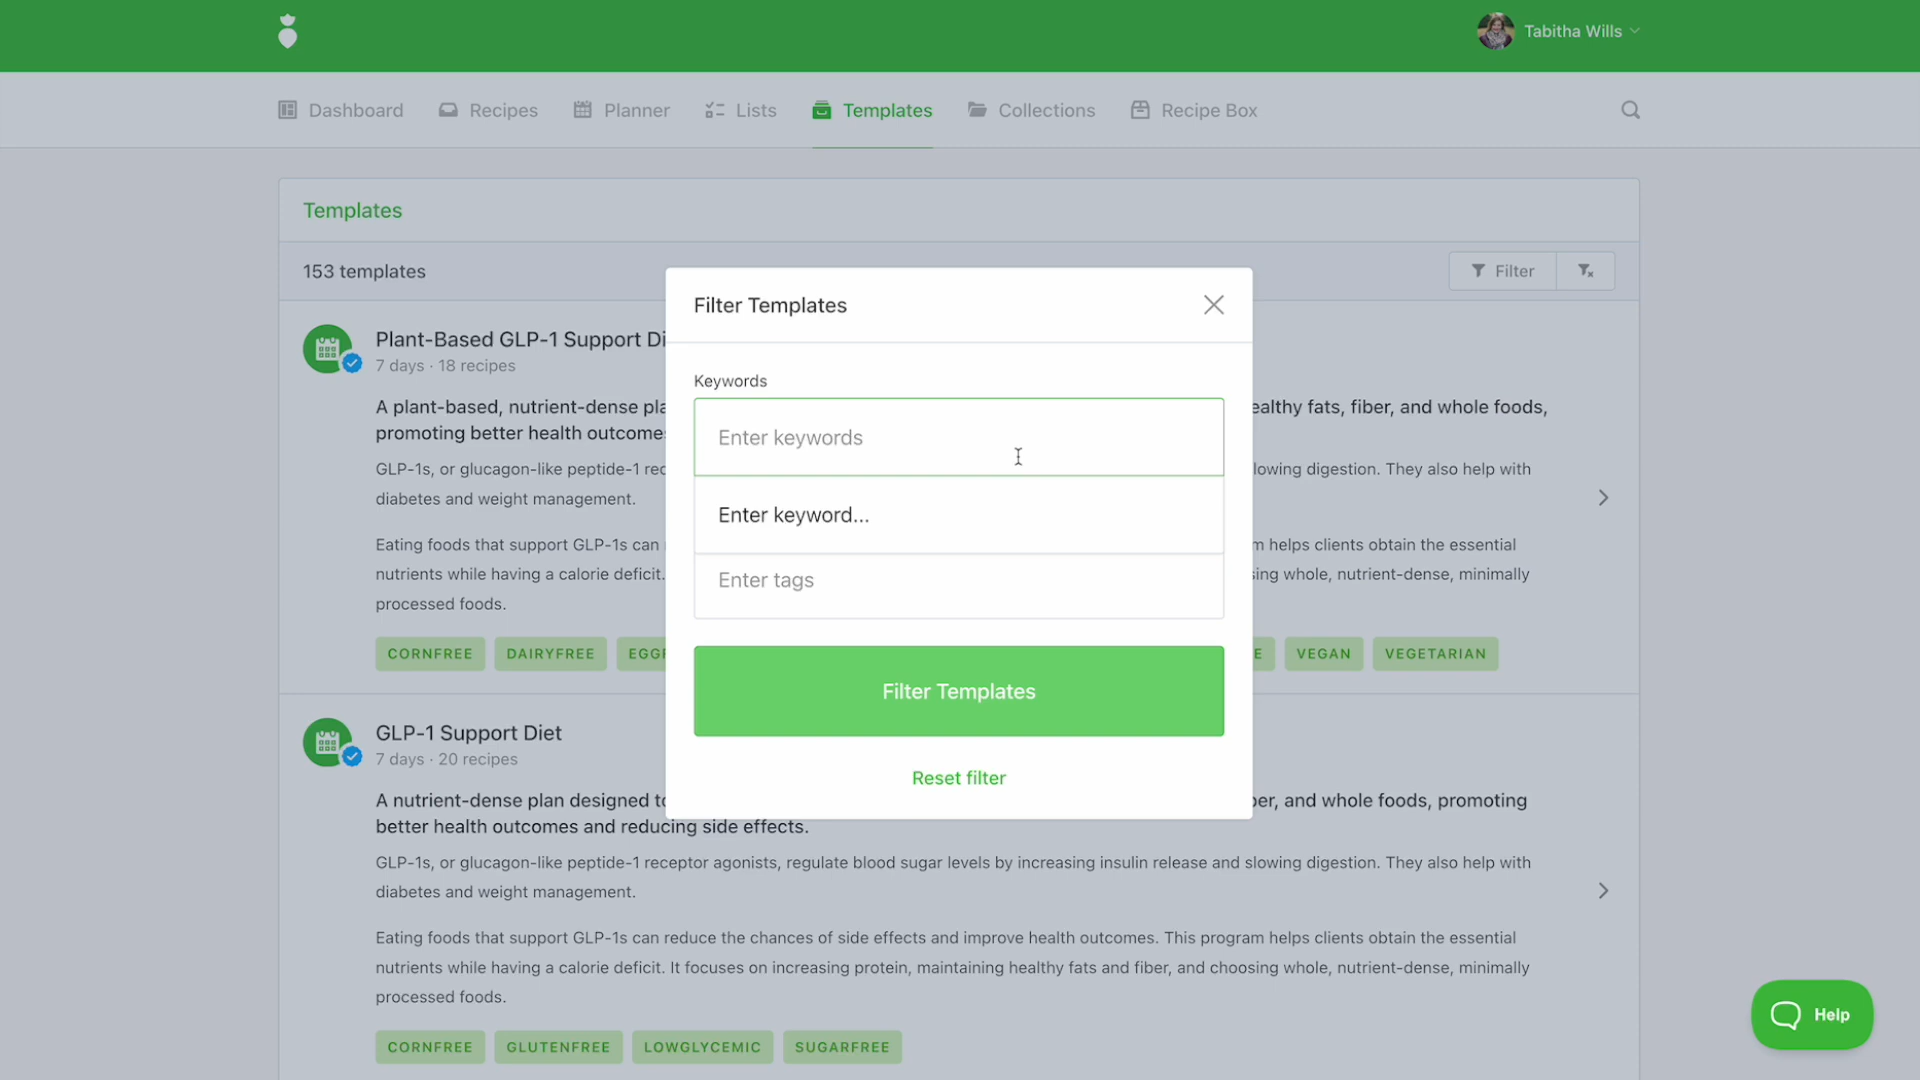 Tabitha Wills
Dashboard Recipes Planner Lists Templates Collections Recipe Box
Templates
153 templates
Filter
Filter Templates
Keywords
Enter keywords
Enter keyword...
Enter tags
Filter Templates
Reset filter
Plant-Based GLP-1 Support
7 days · 18 recipes
A plant-based, nutrient-dense
fats, fiber, and whole foods,
promoting better health
GLP-1s, or glucagon-like peptide-1
digestion. They also help with
diabetes and weight management.
Eating foods that support GLP-1s can
helps clients obtain the essential
nutrients while having a calorie deficit.
whole, nutrient-dense, minimally
processed foods.
CORNFREE DAIRYFREE
VEGAN VEGETARIAN
GLP-1 Support Diet
7 days · 20 recipes
A nutrient-dense plan designed
and whole foods, promoting
better health outcomes and reducing side effects.
GLP-1s, or glucagon-like peptide-1 receptor agonists, regulate blood sugar levels by increasing insulin release and slowing digestion. They also help with
diabetes and weight management.
Eating foods that support GLP-1s can reduce the chances of side effects and improve health outcomes. This program helps clients obtain the essential
nutrients while having a calorie deficit. It focuses on increasing protein, maintaining healthy fats and fiber, and choosing whole, nutrient-dense, minimally
processed foods.
CORNFREE GLUTENFREE LOWGLYCEMIC SUGARFREE
Help